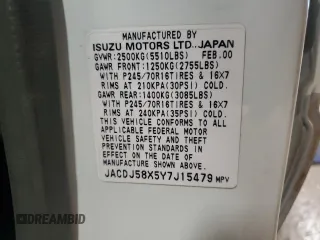 MANUFACTURED BY
ISUZU MOTORS LTD., JAPAN
GVWR: 2500KG(5510LBS) FEB.00
GAWR FRONT: 1250KG(2755LBS)
WITH P245/70R16TIRES & 16X7
RIMS AT 210KPA(30PSI) COLD.
GAWR REAR: 1400KG(3085LBS)
WITH P245/70R16TIRES & 16X7
RIMS AT 240KPA(35PSI) COLD.
THIS VEHICLE CONFORMS TO ALL
APPLICABLE U.S. FEDERAL MOTOR
VEHICLE SAFETY AND THEFT
PREVENTION STANDARDS IN
EFFECT ON THE DATE OF
MANUFACTURE SHOWN ABOVE.
JACDJ58X5Y7J15479 MPV
DREAMBID